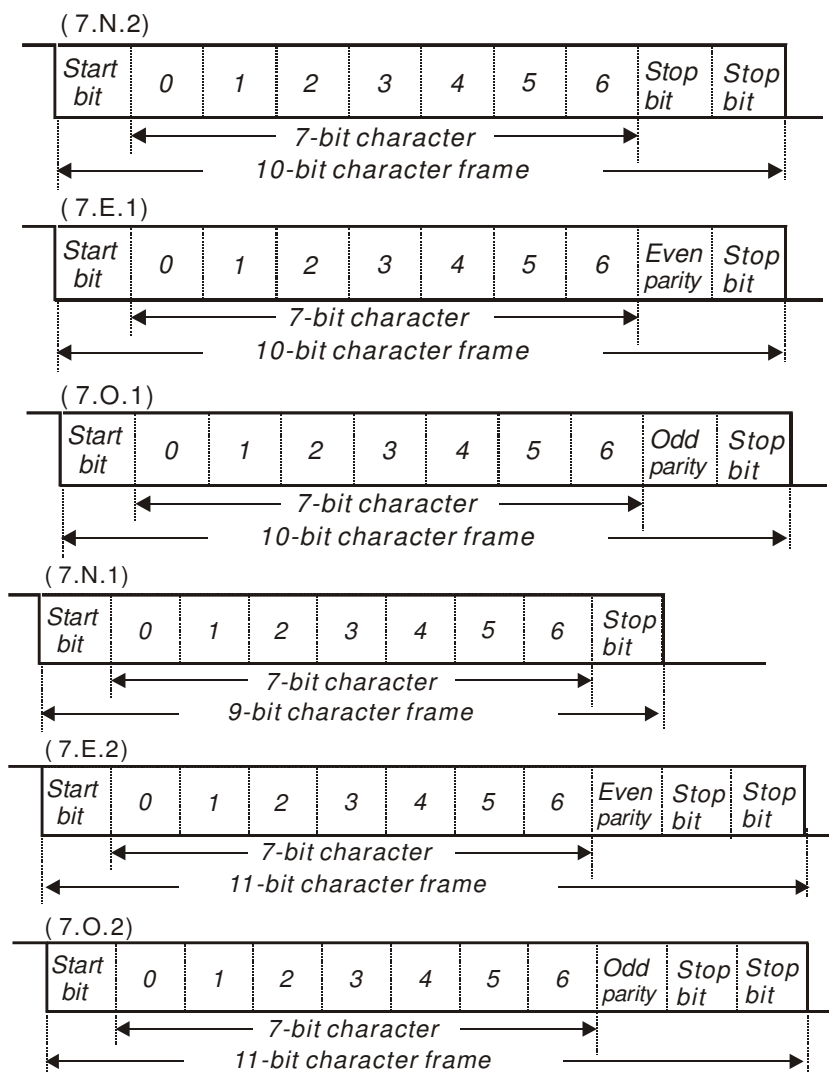 ( 7.N.2)
Start bit 0 1 2 3 4 5 6 Stop bit Stop bit
7-bit character
10-bit character frame
( 7.E.1)
Start bit 0 1 2 3 4 5 6 Even parity Stop bit
7-bit character
10-bit character frame
( 7.O.1)
Start bit 0 1 2 3 4 5 6 Odd parity Stop bit
7-bit character
10-bit character frame
( 7.N.1)
Start bit 0 1 2 3 4 5 6 Stop bit
7-bit character
9-bit character frame
( 7.E.2)
Start bit 0 1 2 3 4 5 6 Even parity Stop bit Stop bit
7-bit character
11-bit character frame
( 7.O.2)
Start bit 0 1 2 3 4 5 6 Odd parity Stop bit Stop bit
7-bit character
11-bit character frame